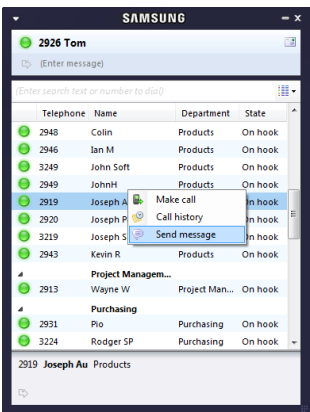 SAMSUNG
2926 Tom
(Enter message)
(Enter search text or number to dial)
Telephone Name Department State
2948 Colin Products On hook
2946 Ian M Products On hook
3249 John Soft Products On hook
2949 JohnH Products On hook
2919 Joseph A Make call n hook
2920 Joseph P Call history n hook
3219 Joseph S Send message n hook
2943 Kevin R Products On hook
Project Managem...
2913 Wayne W Project Man... On hook
Purchasing
2931 Pio Purchasing On hook
3224 Rodger SP Purchasing On hook
2919 Joseph Au Products